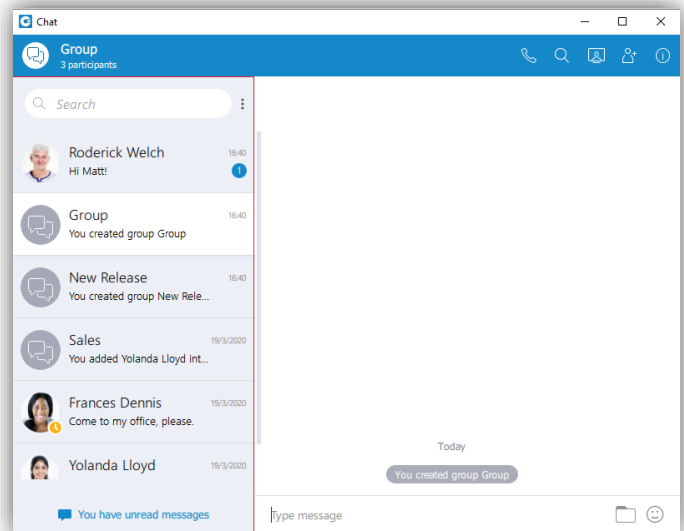 Chat
Group
3 participants
Search
Roderick Welch
16:40
Hi Matt!
1
Group
16:40
You created group Group
New Release
16:40
You created group New Rele...
Sales
19/3/2020
You added Yolanda Lloyd int...
Frances Dennis
19/3/2020
Come to my office, please.
Yolanda Lloyd
19/3/2020
You have unread messages
Today
You created group Group
Type message